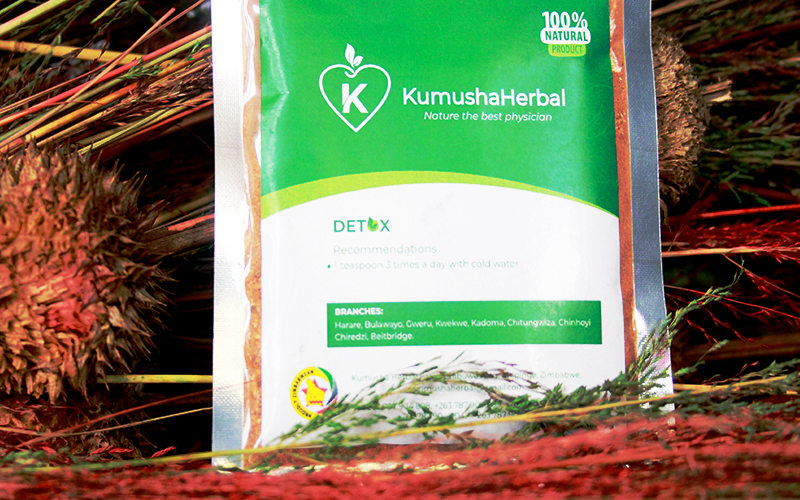 100%
NATURAL
PRODUCT
K
KumushaHerbal
Nature the best physician
DETOX
Recommendations
• 1 teaspoon 3 times a day with cold water
BRANCHES:
Harare, Bulawayo, Gweru, Kwekwe, Kadoma, Chitungwiza, Chinhoyi
Chiredzi, Beitbridge.
Zimbabwe,
+263